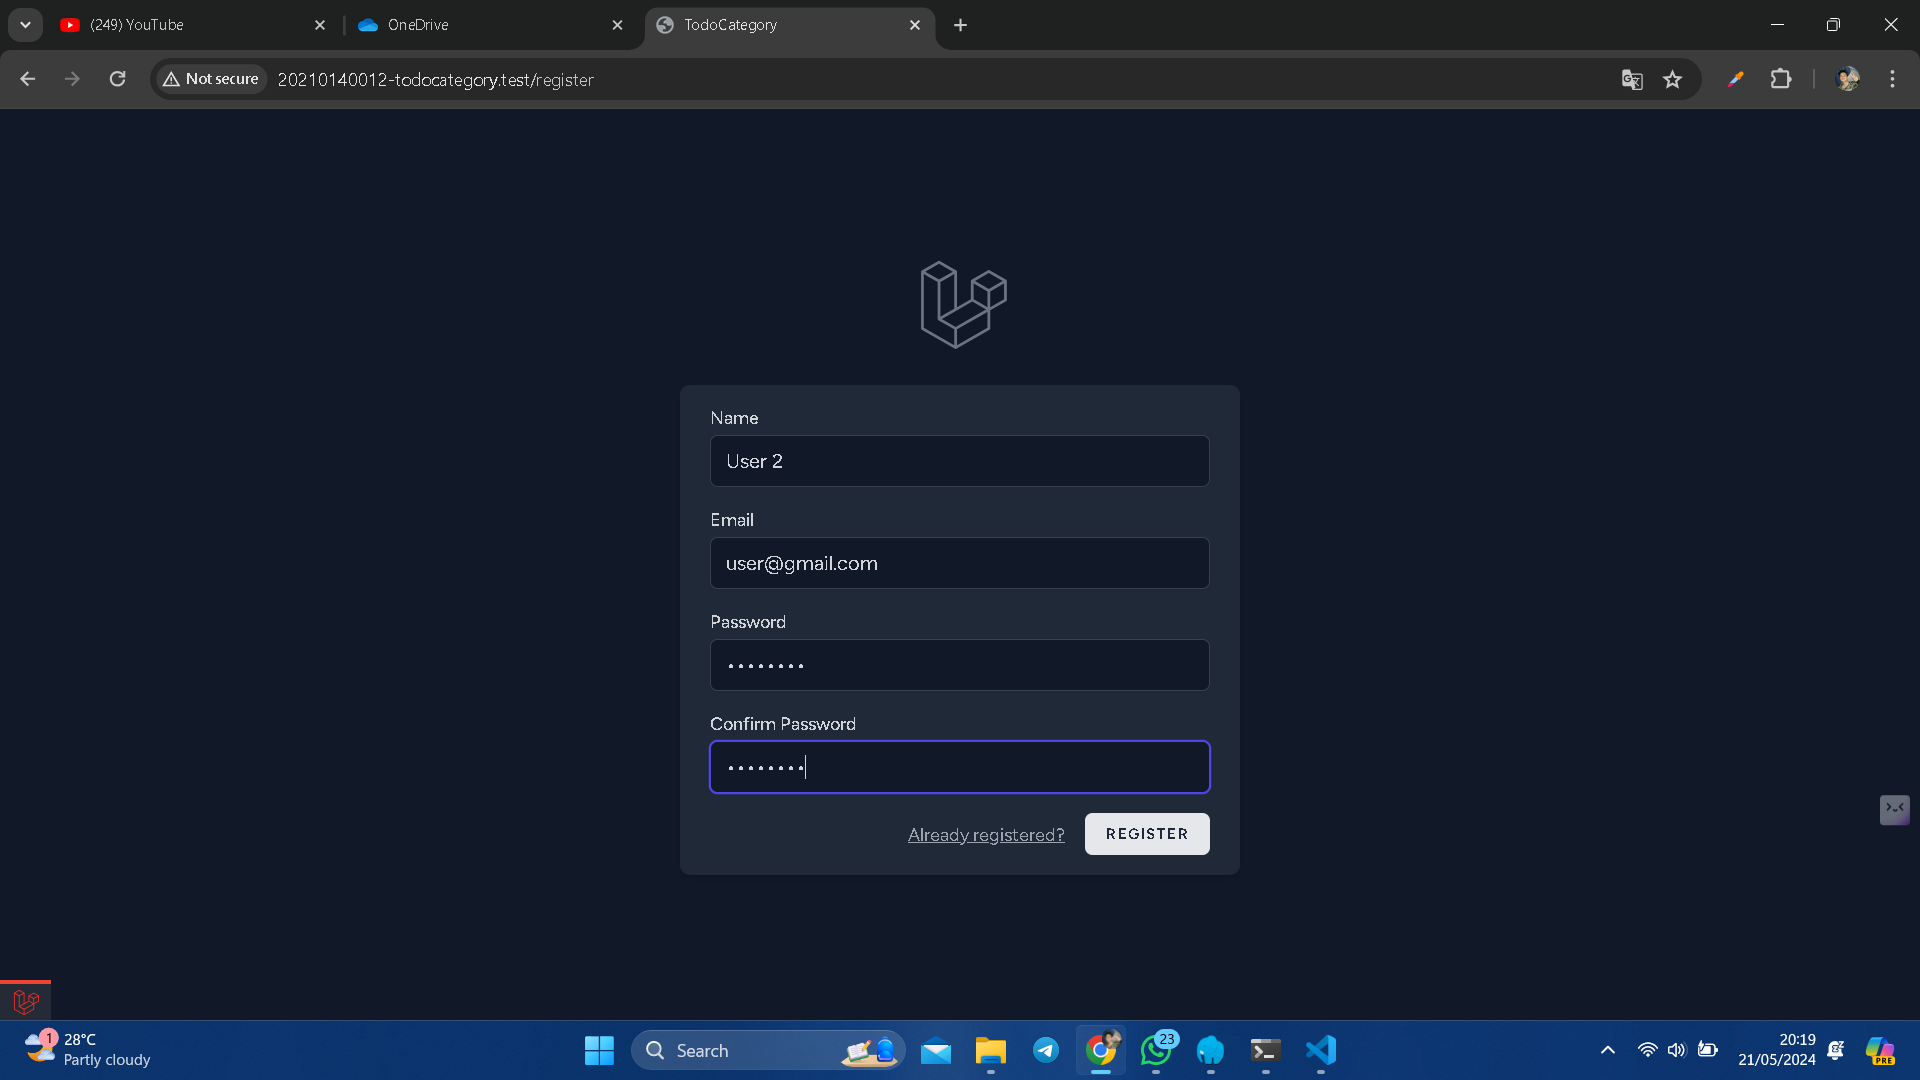 (249) YouTube
OneDrive
TodoCategory
Not secure
20210140012-todocategory.test/register
Name
User 2
Email
user@gmail.com
Password
••••••••
Confirm Password
••••••••
Already registered?
REGISTER
1
28°C
Partly cloudy
Search
23
20:19
21/05/2024
PRE